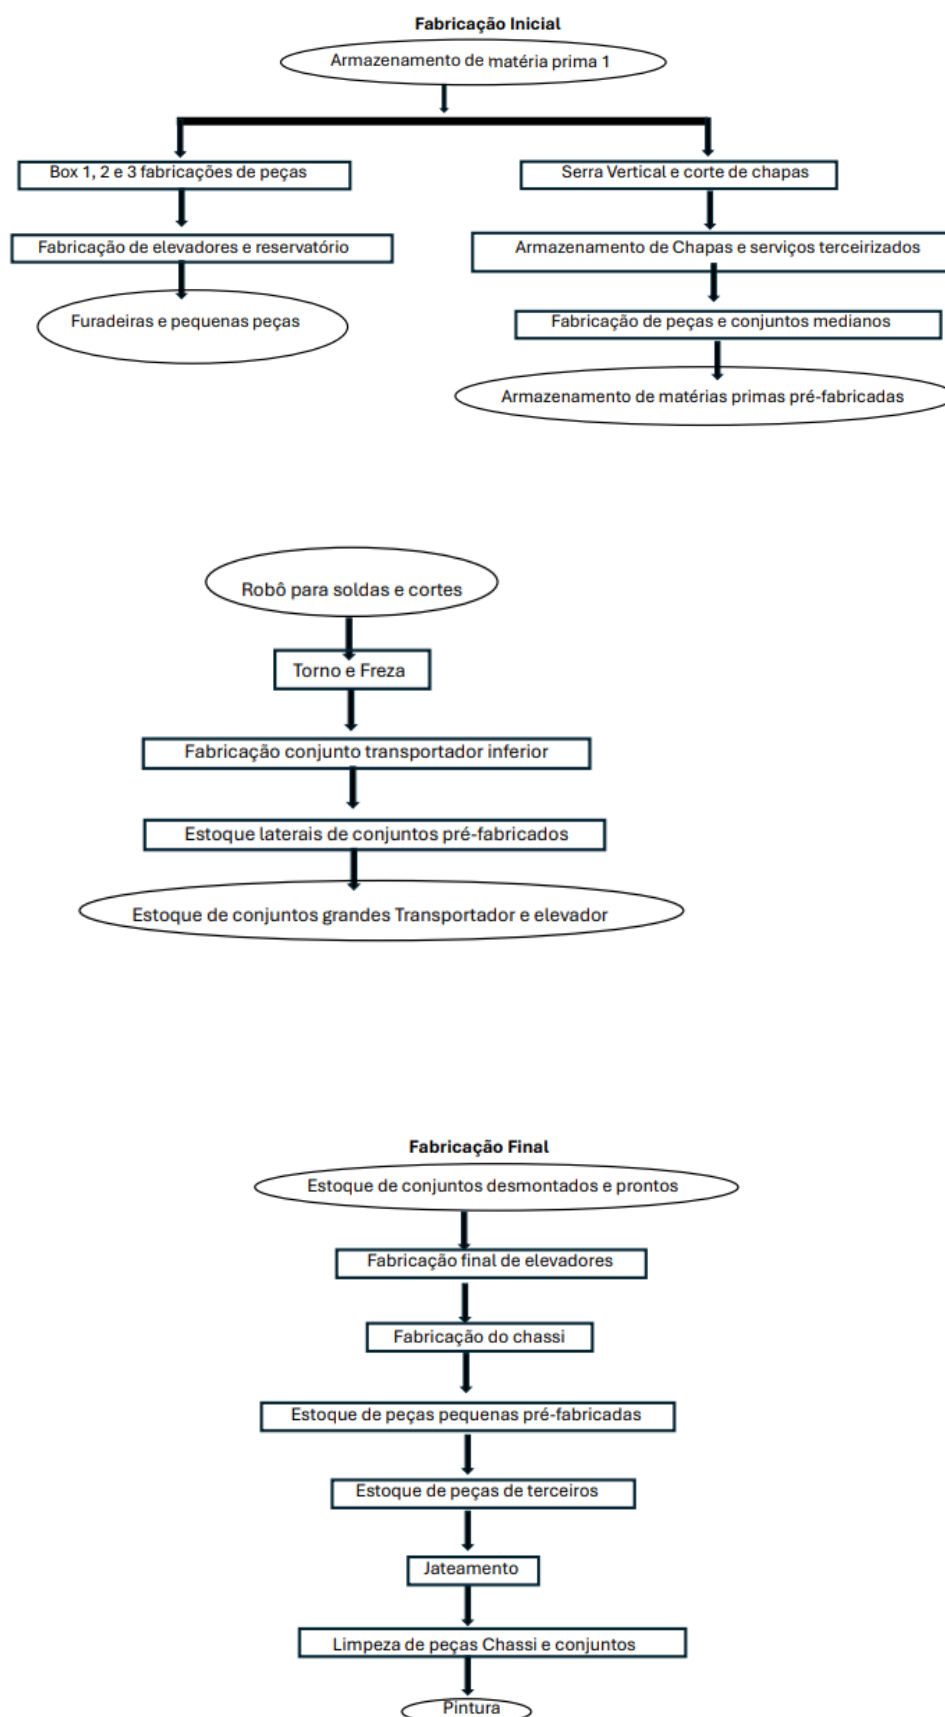 Fabricação Inicial
Armazenamento de matéria prima 1
Box 1, 2 e 3 fabricações de peças
Serra Vertical e corte de chapas
Fabricação de elevadores e reservatório
Armazenamento de Chapas e serviços terceirizados
Furadeiras e pequenas peças
Fabricação de peças e conjuntos medianos
Armazenamento de matérias primas pré-fabricadas
Robô para soldas e cortes
Torno e Freza
Fabricação conjunto transportador inferior
Estoque laterais de conjuntos pré-fabricados
Estoque de conjuntos grandes Transportador e elevador
Fabricação Final
Estoque de conjuntos desmontados e prontos
Fabricação final de elevadores
Fabricação do chassi
Estoque de peças pequenas pré-fabricadas
Estoque de peças de terceiros
Jateamento
Limpeza de peças Chassi e conjuntos
Pintura